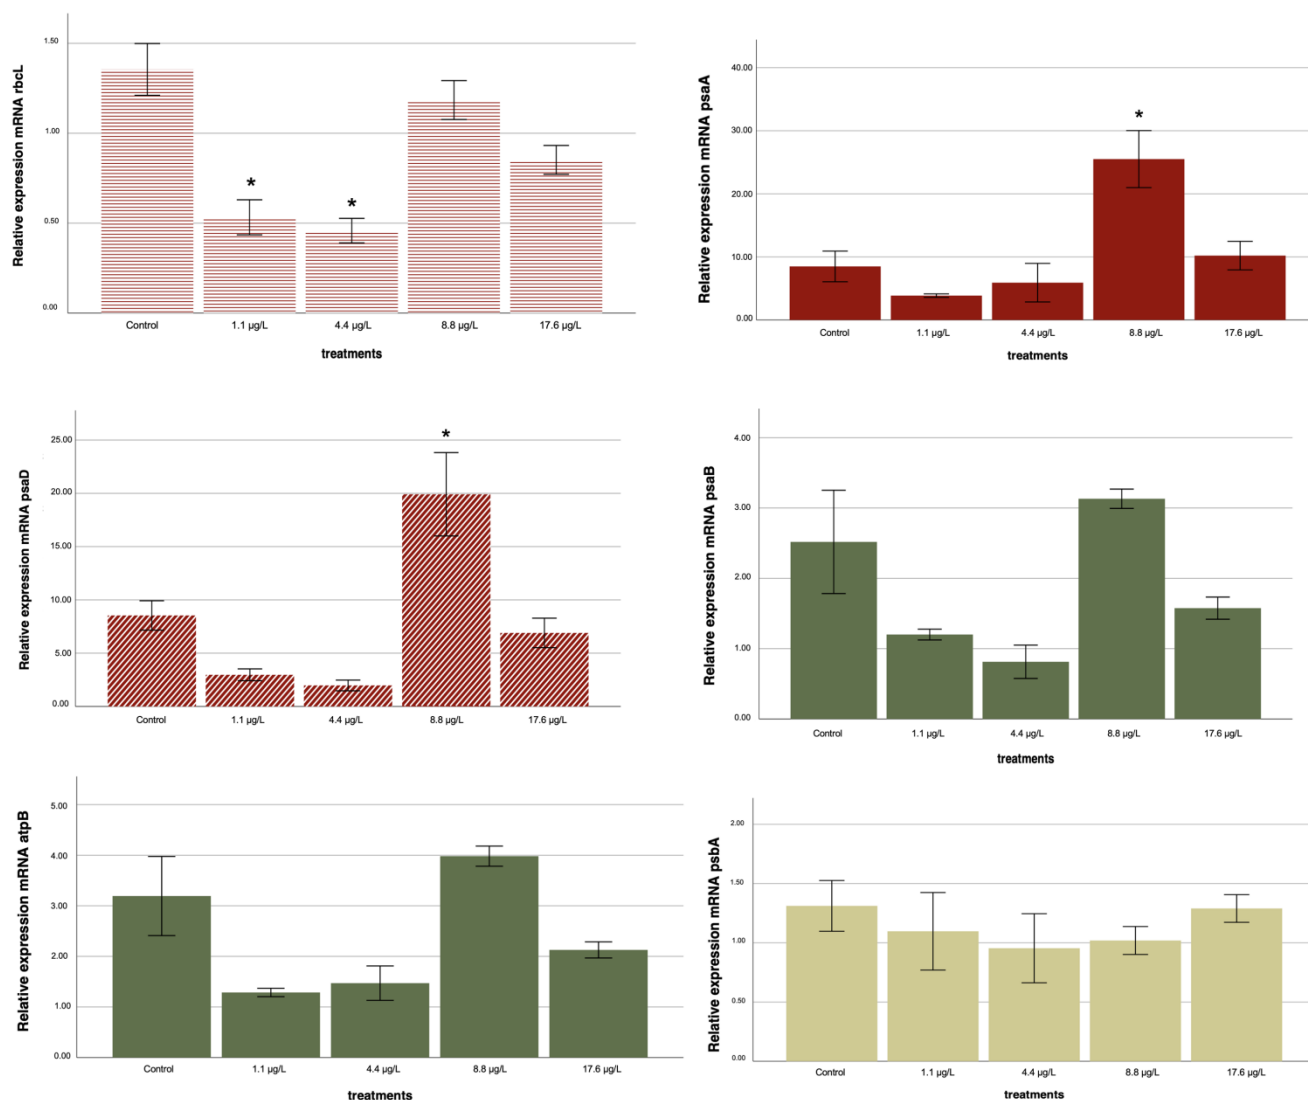 Relative expression mRNA rbcL
1.50
1.00
0.50
0.00
*
*
Control 1.1 µg/L 4.4 µg/L 8.8 µg/L 17.6 µg/L
treatments
Relative expression mRNA psaA
40.00
30.00
20.00
10.00
0.00
*
Control 1.1 µg/L 4.4 µg/L 8.8 µg/L 17.6 µg/L
treatments
Relative expression mRNA psaD
25.00
20.00
15.00
10.00
5.00
0.00
*
Control 1.1 µg/L 4.4 µg/L 8.8 µg/L 17.6 µg/L
Relative expression mRNA psaB
4.00
3.00
2.00
1.00
0.00
Control 1.1 µg/L 4.4 µg/L 8.8 µg/L 17.6 µg/L
treatments
Relative expression mRNA atpB
5.00
4.00
3.00
2.00
1.00
0.00
Control 1.1 µg/L 4.4 µg/L 8.8 µg/L 17.6 µg/L
treatments
Relative expression mRNA psbA
2.00
1.50
1.00
0.50
0.00
Control 1.1 µg/L 4.4 µg/L 8.8 µg/L 17.6 µg/L
treatments